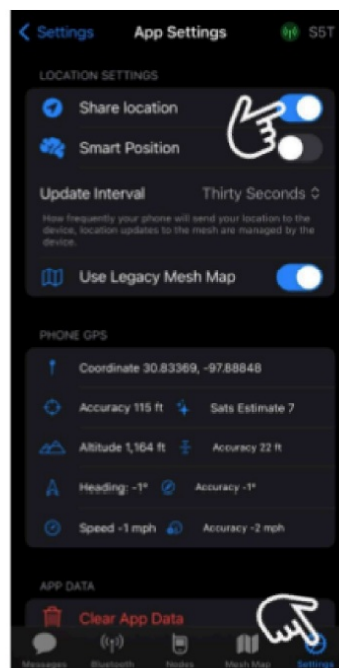 Settings App Settings S5T
LOCATION SETTINGS
Share location
Smart Position
Update Interval Thirty Seconds
How frequently your phone will send your location to the
device, location updates to the mesh are managed by the
device.
Use Legacy Mesh Map
PHONE GPS
Coordinate 30.83369, -97.88848
Accuracy 115 ft Sats Estimate 7
Altitude 1,164 ft Accuracy 22 ft
Heading: -1° Accuracy -1°
Speed -1 mph Accuracy -2 mph
APP DATA
Clear App Data
Messages Bluetooth Nodes Mesh Map Settings